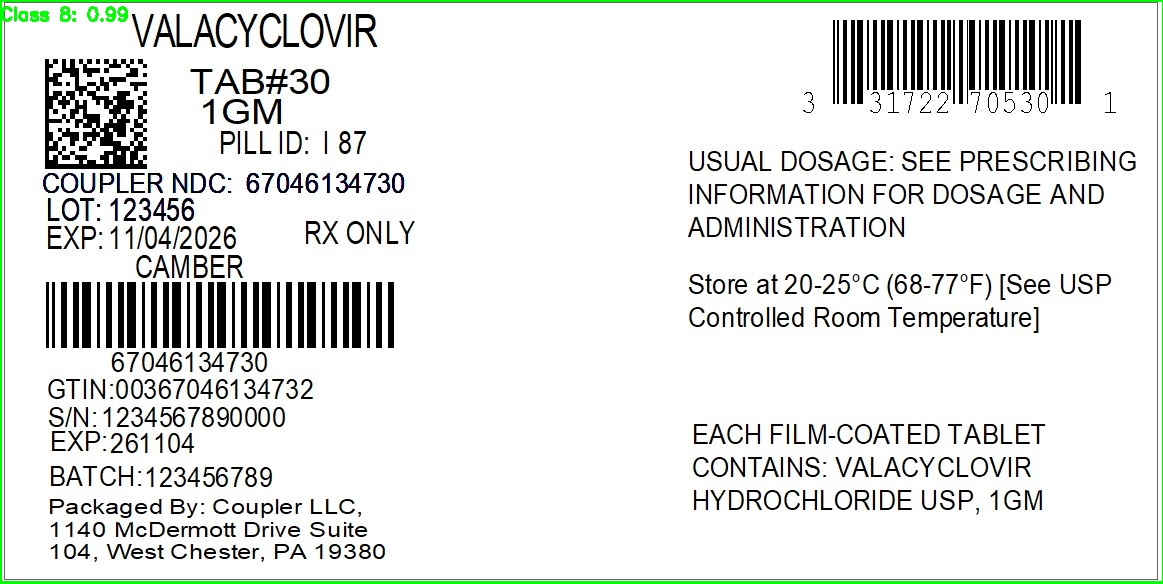 Class 8: 0.99
VALACYCLOVIR
TAB#30
1GM
PILL ID: I 87
COUPLER NDC: 67046134730
LOT: 123456
EXP: 11/04/2026
RX ONLY
CAMBER
67046134730
GTIN:00367046134732
S/N:1234567890000
EXP:261104
BATCH:123456789
Packaged By: Coupler LLC,
1140 McDermott Drive Suite
104, West Chester, PA 19380
3 31722 70530 1
USUAL DOSAGE: SEE PRESCRIBING
INFORMATION FOR DOSAGE AND
ADMINISTRATION
Store at 20-25°C (68-77°F) [See USP
Controlled Room Temperature]
EACH FILM-COATED TABLET
CONTAINS: VALACYCLOVIR
HYDROCHLORIDE USP, 1GM